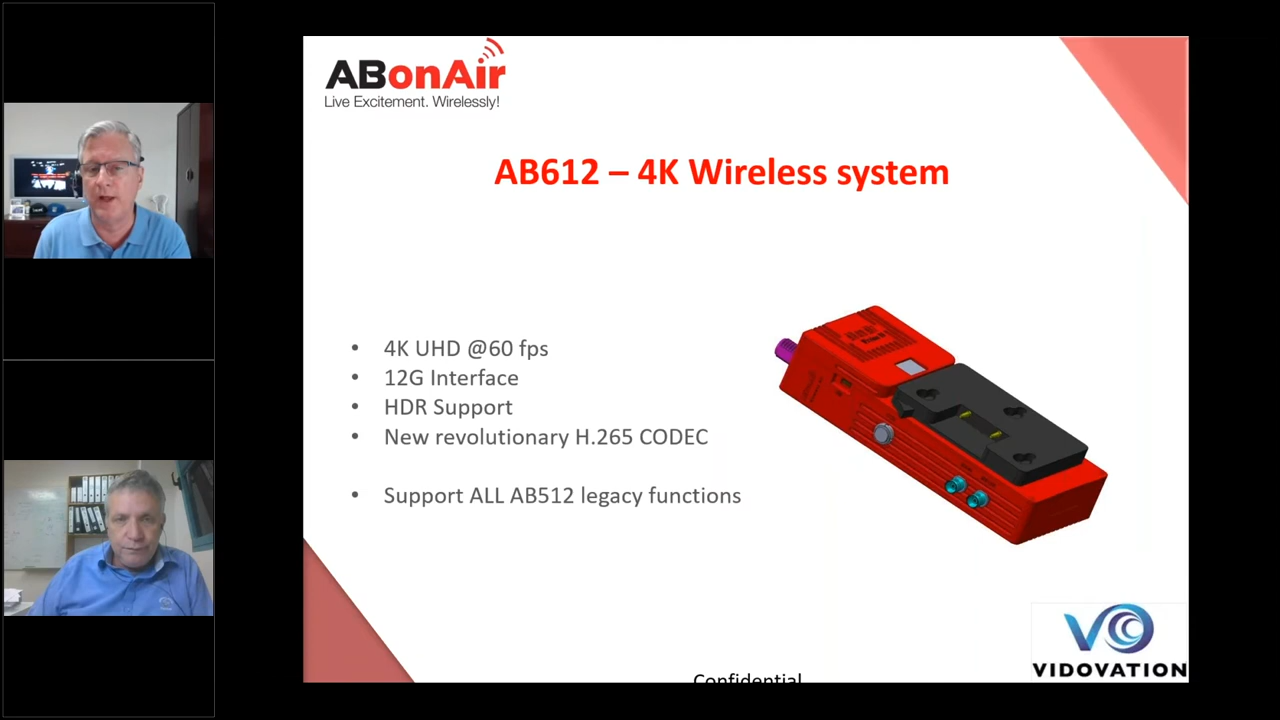 ABonAir
Live Excitement. Wirelessly!
AB612 – 4K Wireless system
• 4K UHD @60 fps
• 12G Interface
• HDR Support
• New revolutionary H.265 CODEC
• Support ALL AB512 legacy functions
VIDOVATION
Confidential